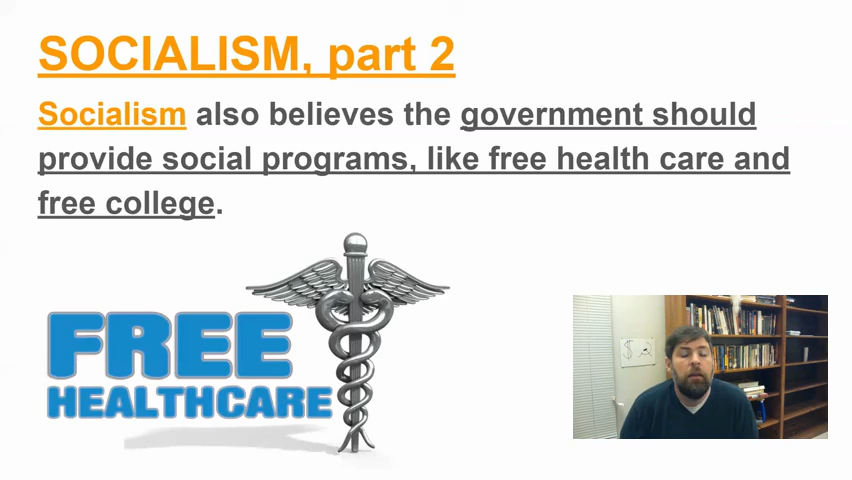 SOCIALISM, part 2
Socialism also believes the government should
provide social programs, like free health care and
free college.
FREE
HEALTHCARE